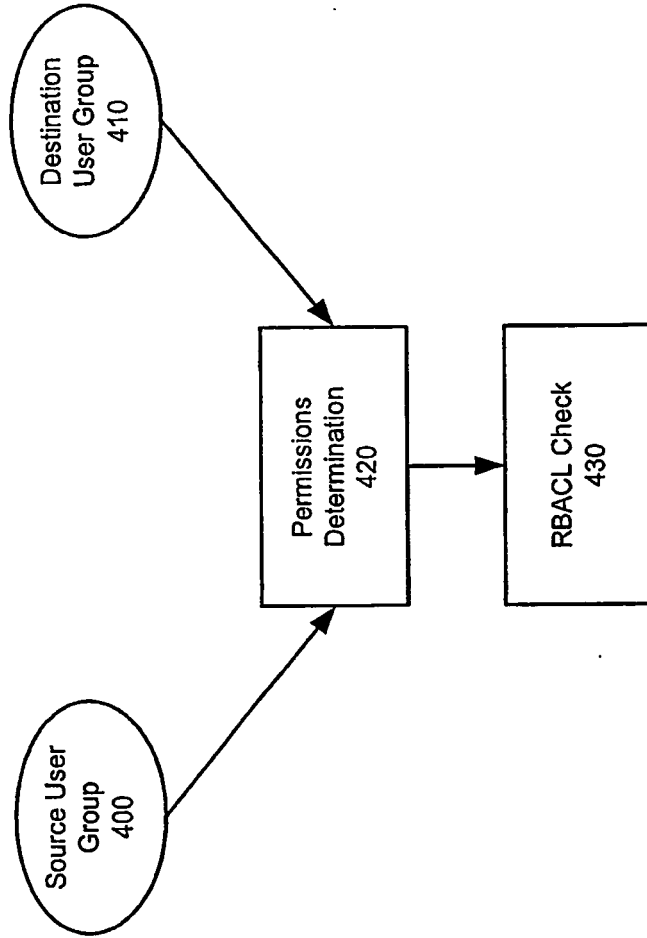 Source User
Group
400
Destination
User Group
410
Permissions
Determination
420
RBACL Check
430